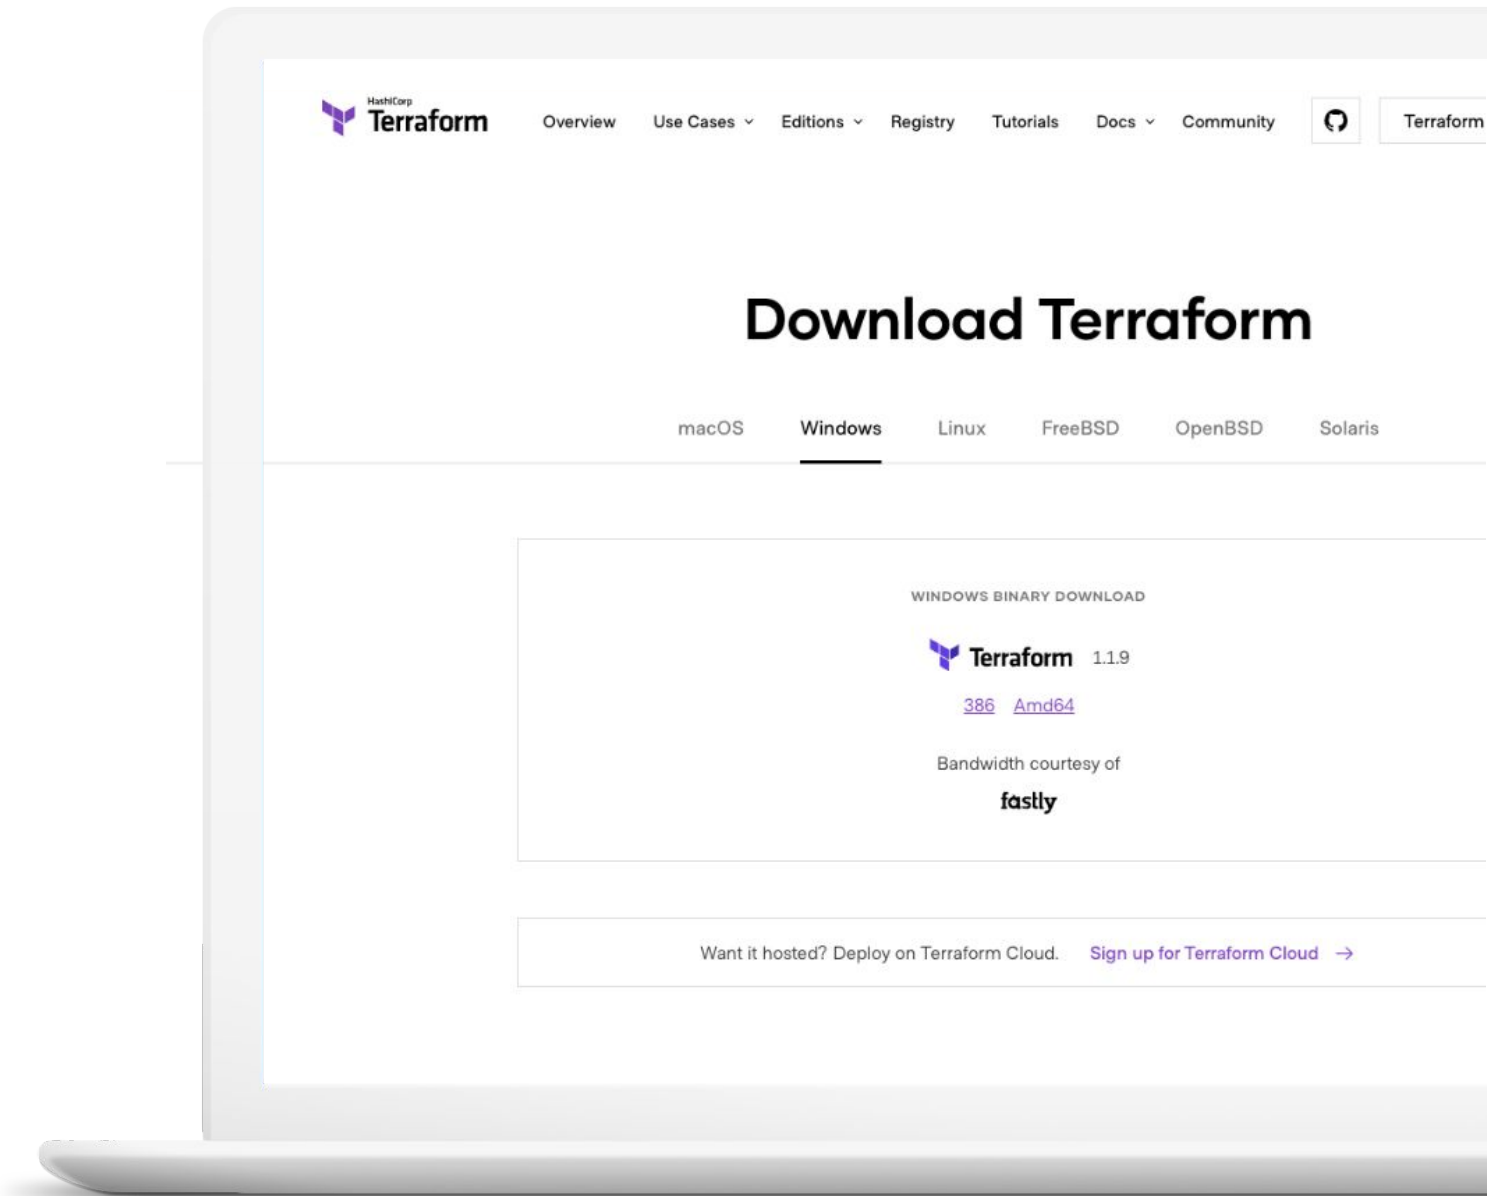 HashiCorp
Terraform
Overview Use Cases Editions Registry Tutorials Docs Community Terraform
Download Terraform
macOS Windows Linux FreeBSD OpenBSD Solaris
WINDOWS BINARY DOWNLOAD
Terraform 1.1.9
386 Amd64
Bandwidth courtesy of
fastly
Want it hosted? Deploy on Terraform Cloud. Sign up for Terraform Cloud →